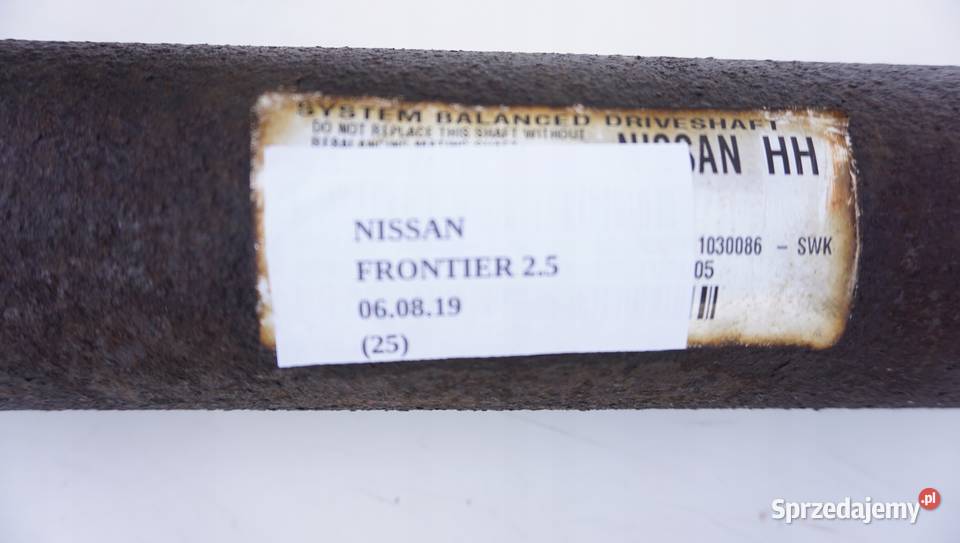 SYSTEM BALANCED DRIVESHAFT
DO NOT REPLACE THIS SHAFT WITHOUT
NISSAN HH
NISSAN
FRONTIER 2.5
06.08.19
(25)
1030086 - SWK
05
Sprzedajemy.pl